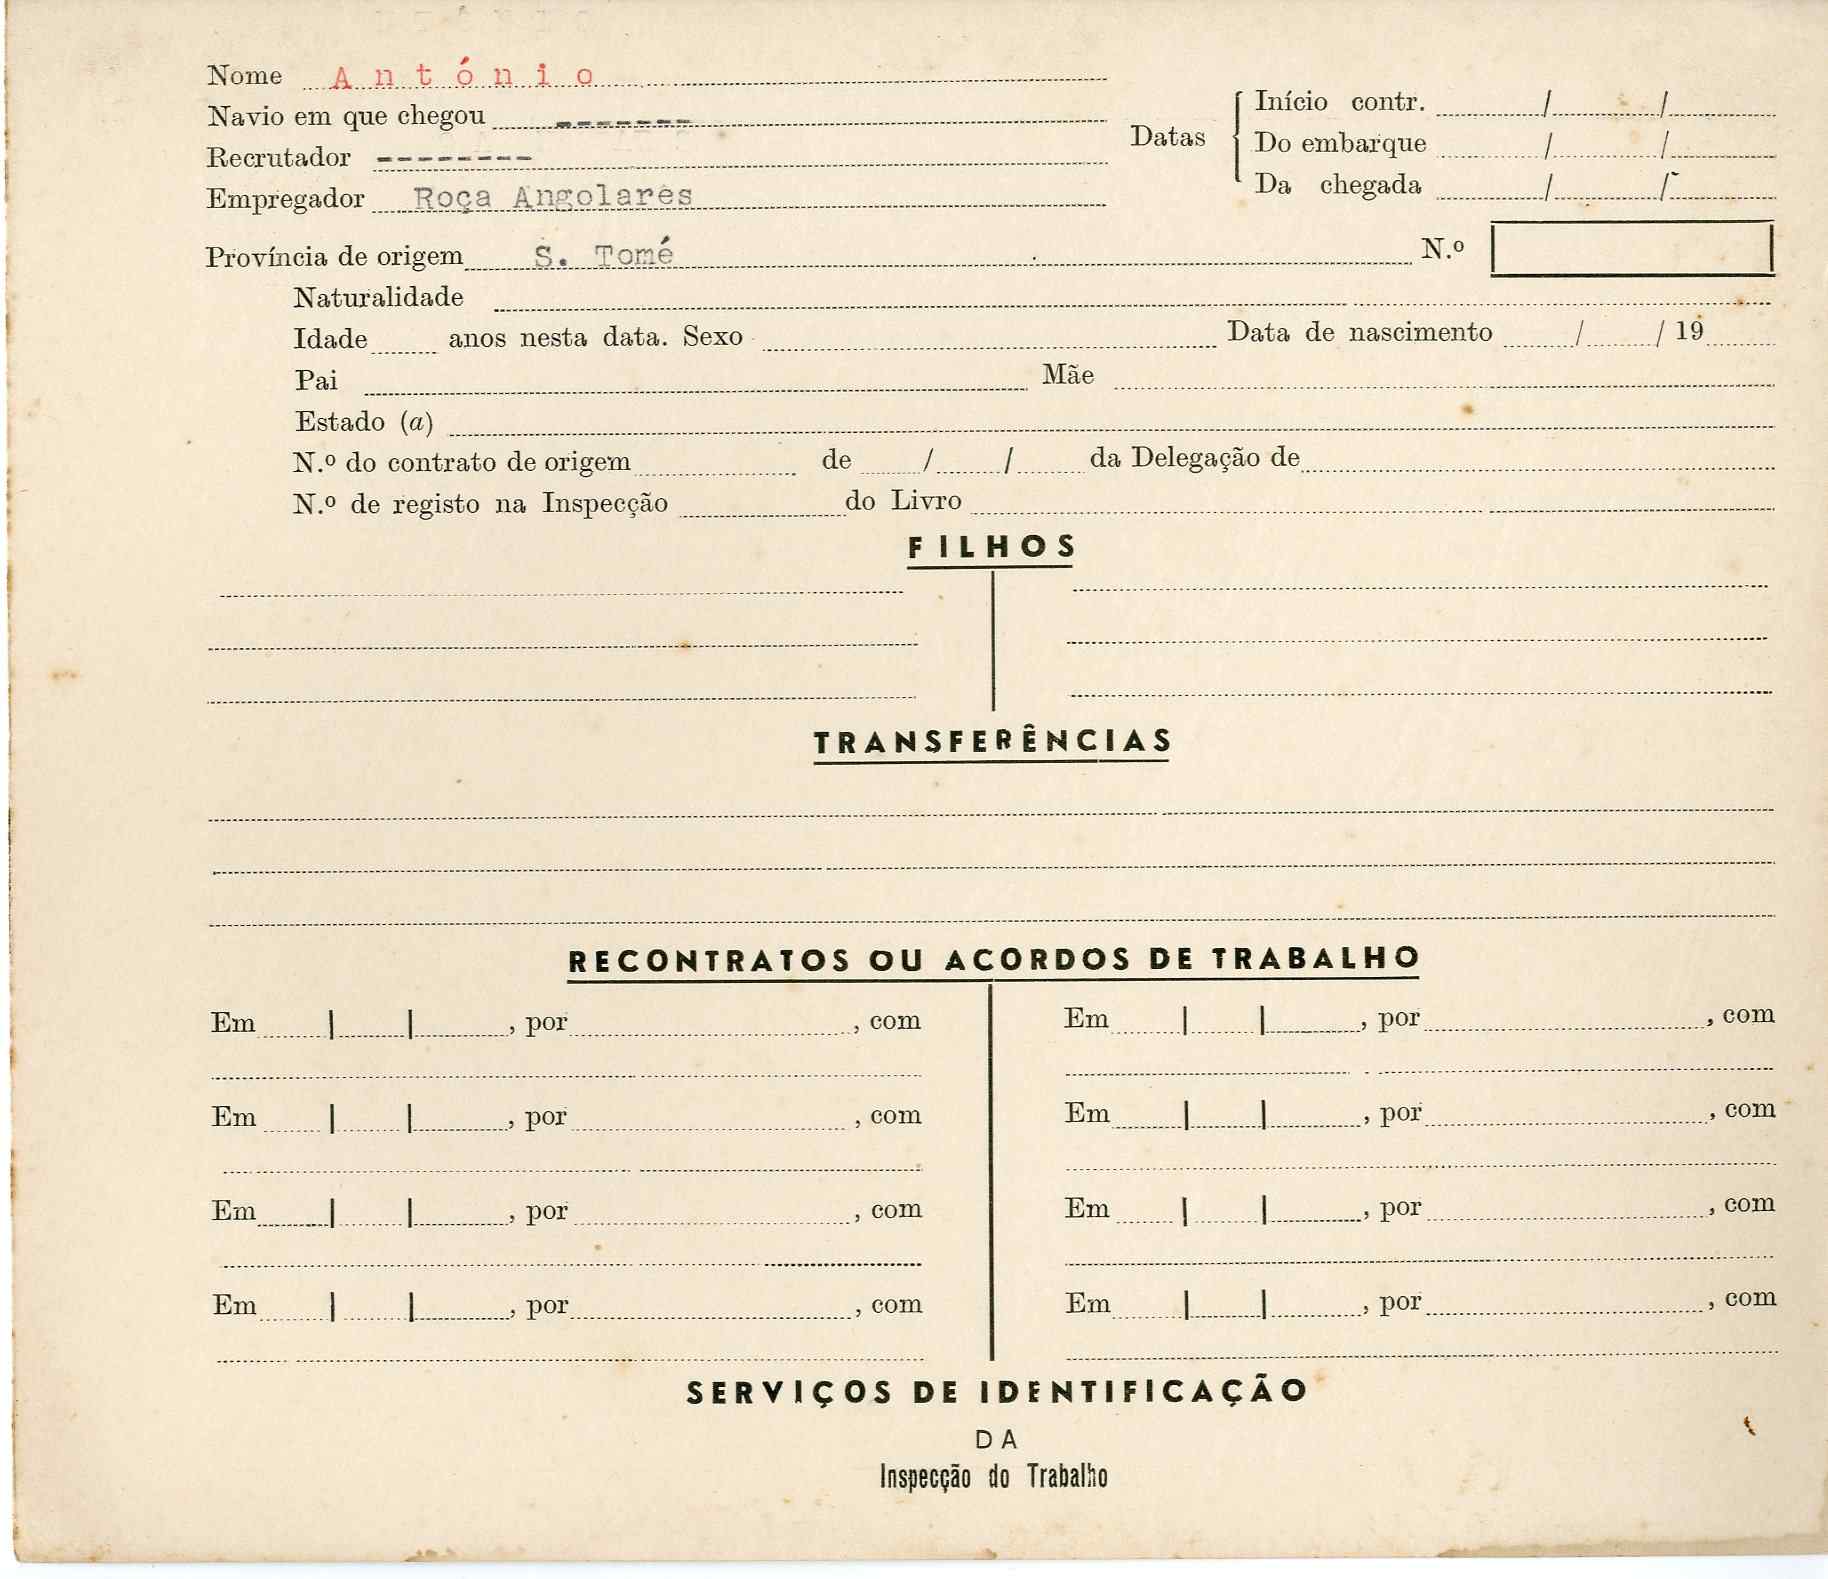 Nome António
Navio em que chegou -------
Recrutador --------
Empregador Roça Angolares
Datas
Início contr. / /
Do embarque / /
Da chegada / /
Província de origem S. Tomé N.º
Naturalidade
Idade anos nesta data. Sexo Data de nascimento / / 19
Pai Mãe
Estado (a)
N.º do contrato de origem de / / da Delegação de
N.º de registo na Inspecção do Livro
FILHOS
TRANSFERÊNCIAS
RECONTRATOS OU ACORDOS DE TRABALHO
Em | | , por , com
Em | | , por , com
Em | | , por , com
Em | | , por , com
Em | | , por , com
Em | | , por , com
Em | | , por , com
Em | | , por , com
SERVIÇOS DE IDENTIFICAÇÃO
DA
Inspecção do Trabalho